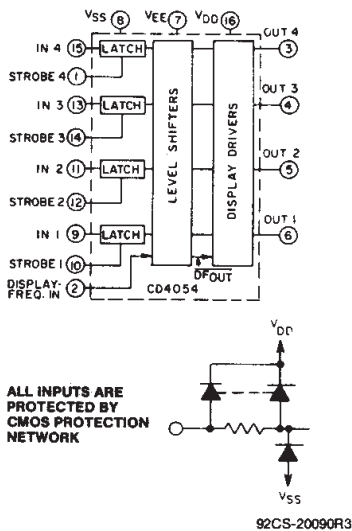 VSS VEE VDD
8 7 16
OUT 4
IN 4 15 LATCH 3
STROBE 4 1
OUT 3
IN 3 13 LATCH 4
STROBE 3 14
LEVEL SHIFTERS
DISPLAY DRIVERS
OUT 2
IN 2 11 LATCH 5
STROBE 2 12
OUT 1
IN 1 9 LATCH 6
STROBE 1 10
DISPLAY-
FREQ. IN 2
DFOUT
CD4054
VDD
ALL INPUTS ARE
PROTECTED BY
CMOS PROTECTION
NETWORK
VSS
92CS-20090R3